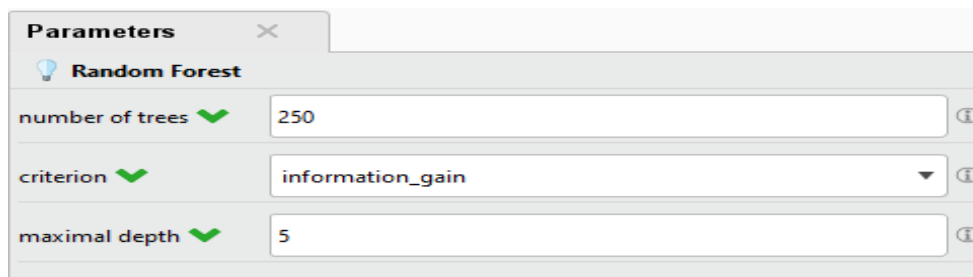 Parameters
Random Forest
number of trees 250
criterion information_gain
maximal depth 5